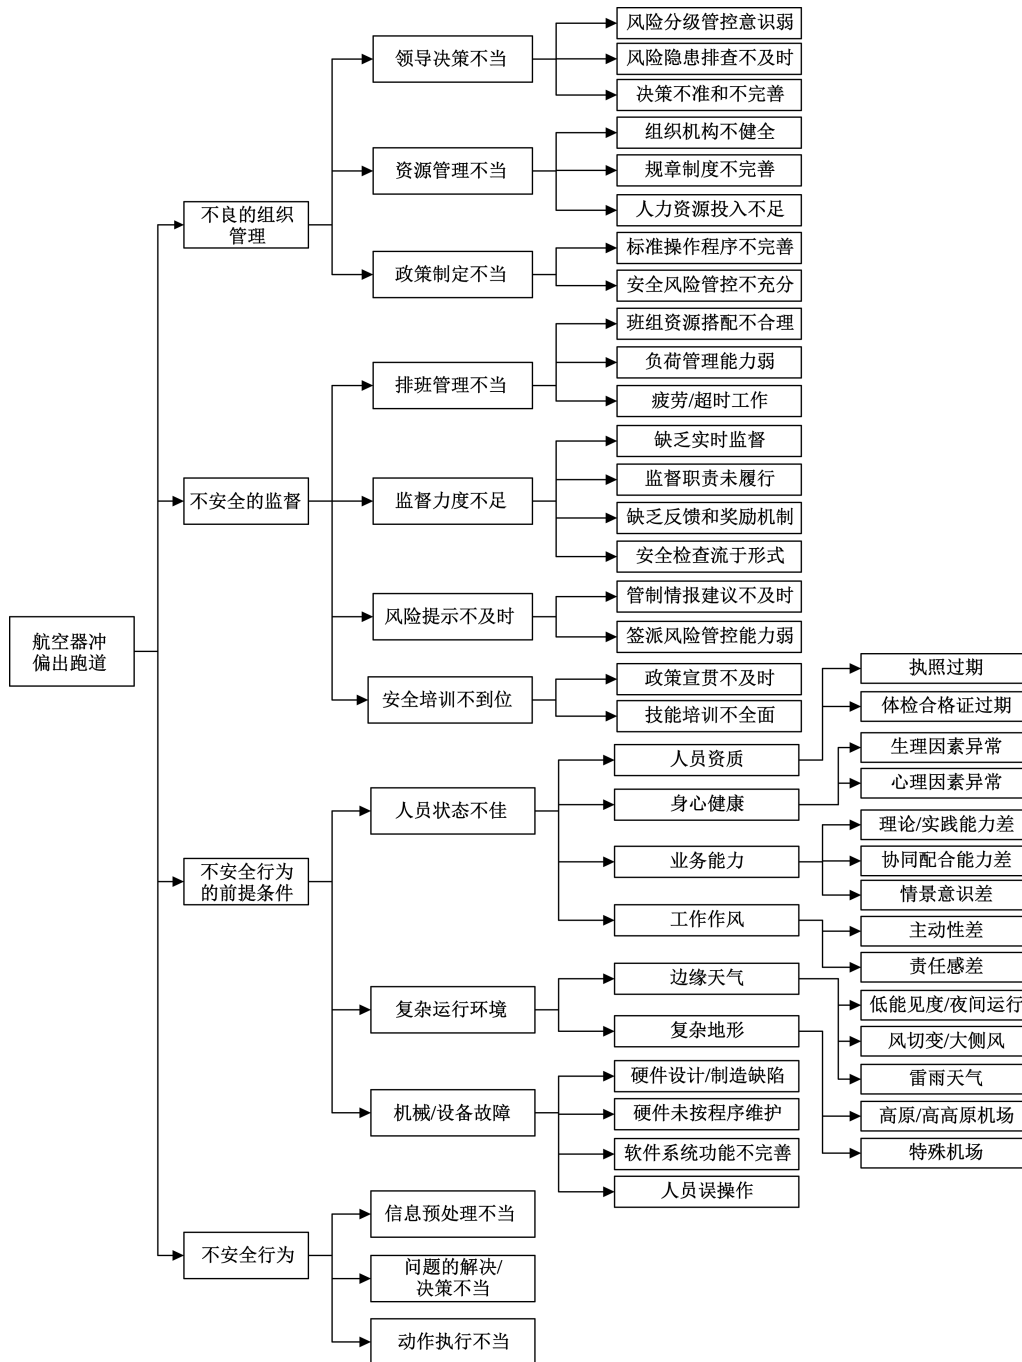 航空器冲
偏出跑道
不良的组织
管理
领导决策不当
风险分级管控意识弱
风险隐患排查不及时
决策不准和不完善
资源管理不当
组织机构不健全
规章制度不完善
人力资源投入不足
政策制定不当
标准操作程序不完善
安全风险管控不充分
不安全的监督
排班管理不当
班组资源搭配不合理
负荷管理能力弱
疲劳/超时工作
监督力度不足
缺乏实时监督
监督职责未履行
缺乏反馈和奖励机制
安全检查流于形式
风险提示不及时
管制情报建议不及时
签派风险管控能力弱
安全培训不到位
政策宣贯不及时
技能培训不全面
不安全行为
的前提条件
人员状态不佳
人员资质
执照过期
体检合格证过期
身心健康
生理因素异常
心理因素异常
业务能力
理论/实践能力差
协同配合能力差
情景意识差
工作作风
主动性差
责任感差
复杂运行环境
边缘天气
低能见度/夜间运行
风切变/大侧风
雷雨天气
复杂地形
高原/高高原机场
特殊机场
机械/设备故障
硬件设计/制造缺陷
硬件未按程序维护
软件系统功能不完善
人员误操作
不安全行为
信息预处理不当
问题的解决/
决策不当
动作执行不当